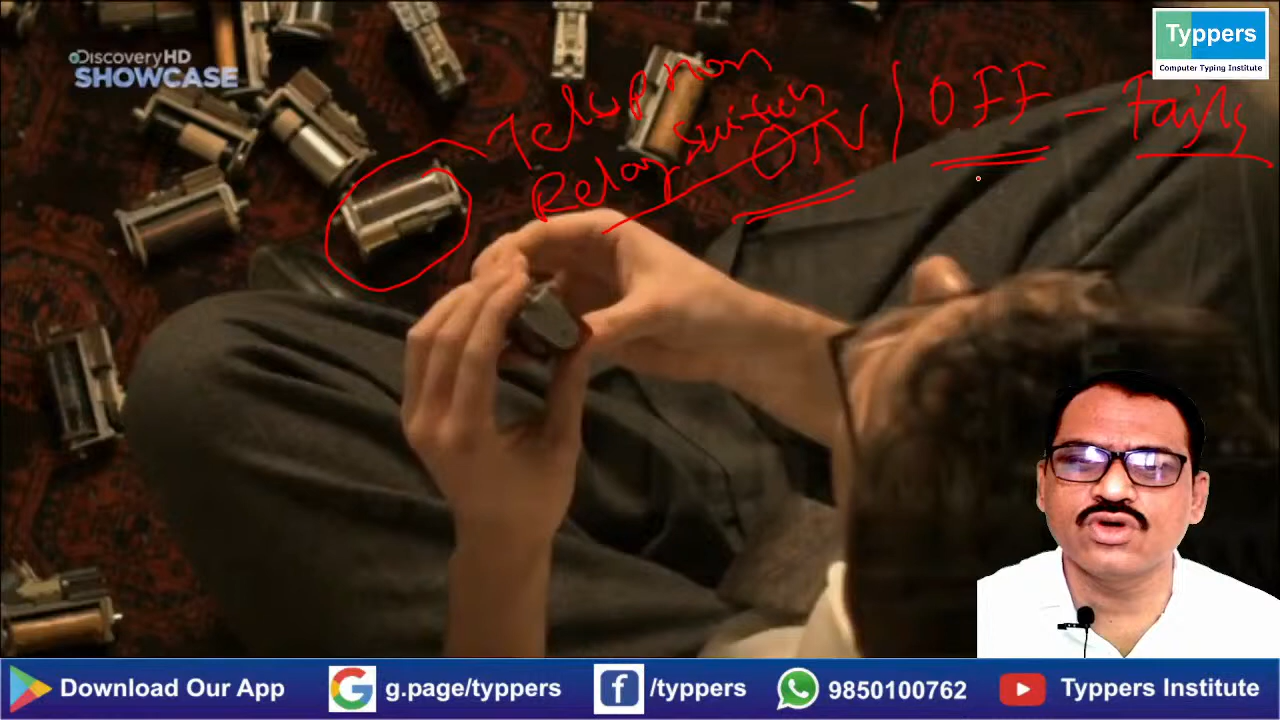 Discovery HD
SHOWCASE
Typpers
Computer Typing Institute
Telephon
Relay switch
ON / OFF - Fails
Download Our App
g.page/typpers
/typpers
9850100762
Typpers Institute